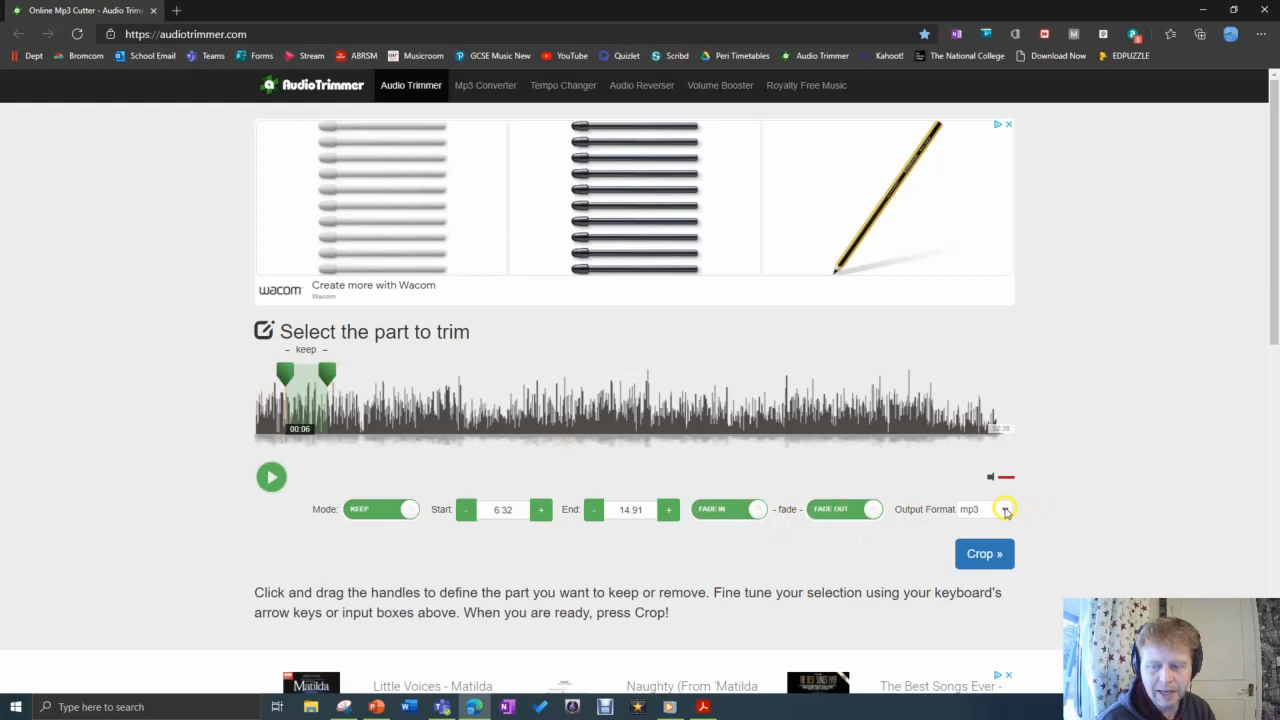 Online Mp3 Cutter - Audio Trim
https://audiotrimmer.com
Dept
Bromcom
School Email
Teams
Forms
Stream
ABRSM
Musicroom
GCSE Music New
YouTube
Quizlet
Scribd
Peri Timetables
Audio Trimmer
Kahoot!
The National College
Download Now
EDPUZZLE
AudioTrimmer
Audio Trimmer
Mp3 Converter
Tempo Changer
Audio Reverser
Volume Booster
Royalty Free Music
wacom
Create more with Wacom
Wacom
Select the part to trim
– keep –
00:06
Mode:
KEEP
Start:
-
6.32
+
End:
-
14.91
+
FADE IN
- fade -
FADE OUT
Output Format
mp3
Crop »
Click and drag the handles to define the part you want to keep or remove. Fine tune your selection using your keyboard's
arrow keys or input boxes above. When you are ready, press Crop!
Matilda
Little Voices - Matilda
Naughty (From 'Matilda
The Best Songs Ever -
Type here to search